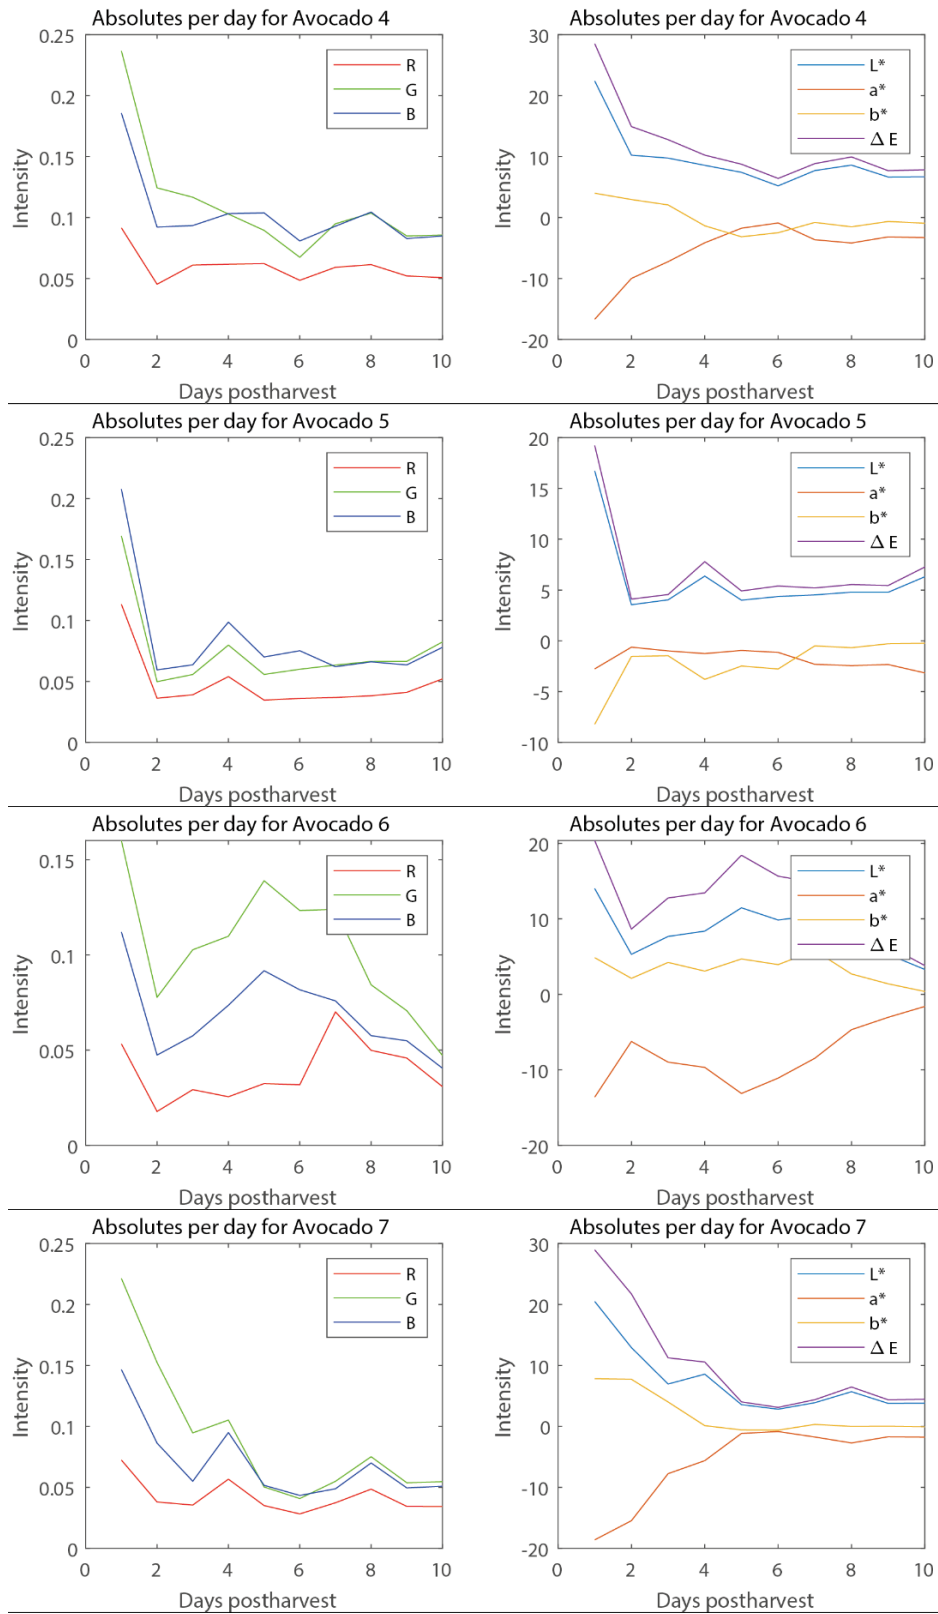 Absolutes per day for Avocado 4
0.25
0.2
0.15
0.1
0.05
0
Intensity
R
G
B
0 2 4 6 8 10
Days postharvest
Absolutes per day for Avocado 4
30
20
10
0
-10
-20
Intensity
L*
a*
b*
Δ E
0 2 4 6 8 10
Days postharvest
Absolutes per day for Avocado 5
0.25
0.2
0.15
0.1
0.05
0
Intensity
R
G
B
0 2 4 6 8 10
Days postharvest
Absolutes per day for Avocado 5
20
15
10
5
0
-5
-10
Intensity
L*
a*
b*
Δ E
0 2 4 6 8 10
Days postharvest
Absolutes per day for Avocado 6
0.15
0.1
0.05
0
Intensity
R
G
B
0 2 4 6 8 10
Days postharvest
Absolutes per day for Avocado 6
20
10
0
-10
-20
Intensity
L*
a*
b*
Δ E
0 2 4 6 8 10
Days postharvest
Absolutes per day for Avocado 7
0.25
0.2
0.15
0.1
0.05
0
Intensity
R
G
B
0 2 4 6 8 10
Days postharvest
Absolutes per day for Avocado 7
30
20
10
0
-10
-20
Intensity
L*
a*
b*
Δ E
0 2 4 6 8 10
Days postharvest